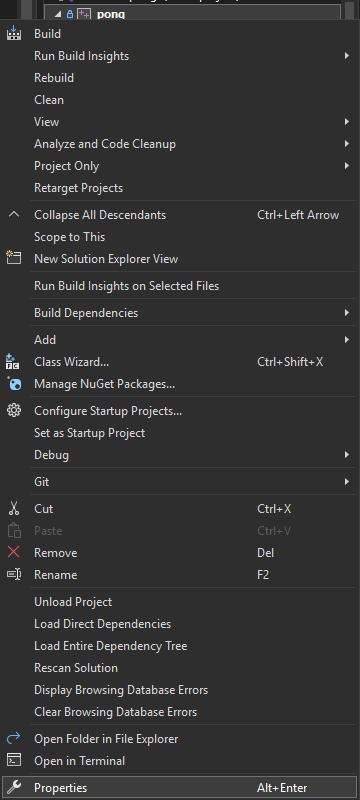 pong
Build
Run Build Insights
Rebuild
Clean
View
Analyze and Code Cleanup
Project Only
Retarget Projects
Collapse All Descendants Ctrl+Left Arrow
Scope to This
New Solution Explorer View
Run Build Insights on Selected Files
Build Dependencies
Add
Class Wizard... Ctrl+Shift+X
Manage NuGet Packages...
Configure Startup Projects...
Set as Startup Project
Debug
Git
Cut Ctrl+X
Paste Ctrl+V
Remove Del
Rename F2
Unload Project
Load Direct Dependencies
Load Entire Dependency Tree
Rescan Solution
Display Browsing Database Errors
Clear Browsing Database Errors
Open Folder in File Explorer
Open in Terminal
Properties Alt+Enter